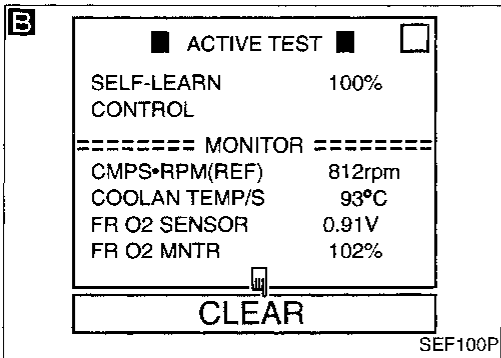 B
■ ACTIVE TEST ■
SELF-LEARN 100%
CONTROL
======== MONITOR ========
CMPS•RPM(REF) 812rpm
COOLAN TEMP/S 93°C
FR O2 SENSOR 0.91V
FR O2 MNTR 102%
CLEAR
SEF100P